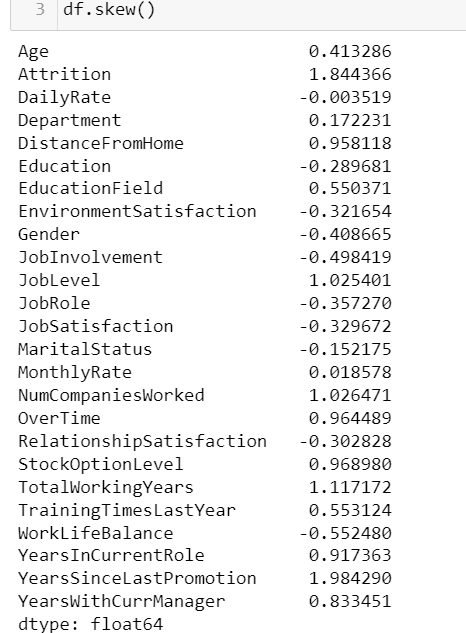 3 df.skew()
Age 0.413286
Attrition 1.844366
DailyRate -0.003519
Department 0.172231
DistanceFromHome 0.958118
Education -0.289681
EducationField 0.550371
EnvironmentSatisfaction -0.321654
Gender -0.408665
JobInvolvement -0.498419
JobLevel 1.025401
JobRole -0.357270
JobSatisfaction -0.329672
MaritalStatus -0.152175
MonthlyRate 0.018578
NumCompaniesWorked 1.026471
OverTime 0.964489
RelationshipSatisfaction -0.302828
StockOptionLevel 0.968980
TotalWorkingYears 1.117172
TrainingTimesLastYear 0.553124
WorkLifeBalance -0.552480
YearsInCurrentRole 0.917363
YearsSinceLastPromotion 1.984290
YearsWithCurrManager 0.833451
dtype: float64